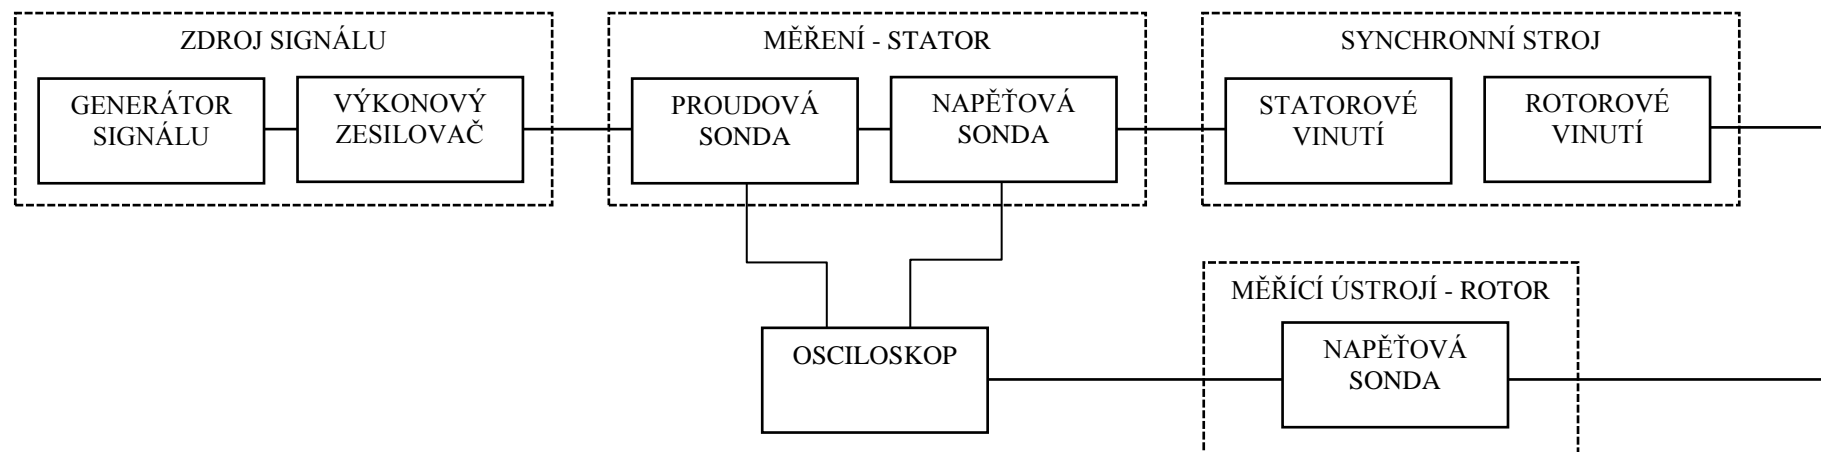 ZDROJ SIGNÁLU
GENERÁTOR
SIGNÁLU
VÝKONOVÝ
ZESILOVAČ
MĚŘENÍ - STATOR
PROUDOVÁ
SONDA
NAPĚŤOVÁ
SONDA
SYNCHRONNÍ STROJ
STATOROVÉ
VINUTÍ
ROTOROVÉ
VINUTÍ
OSCILOSKOP
MĚŘÍCÍ ÚSTROJÍ - ROTOR
NAPĚŤOVÁ
SONDA